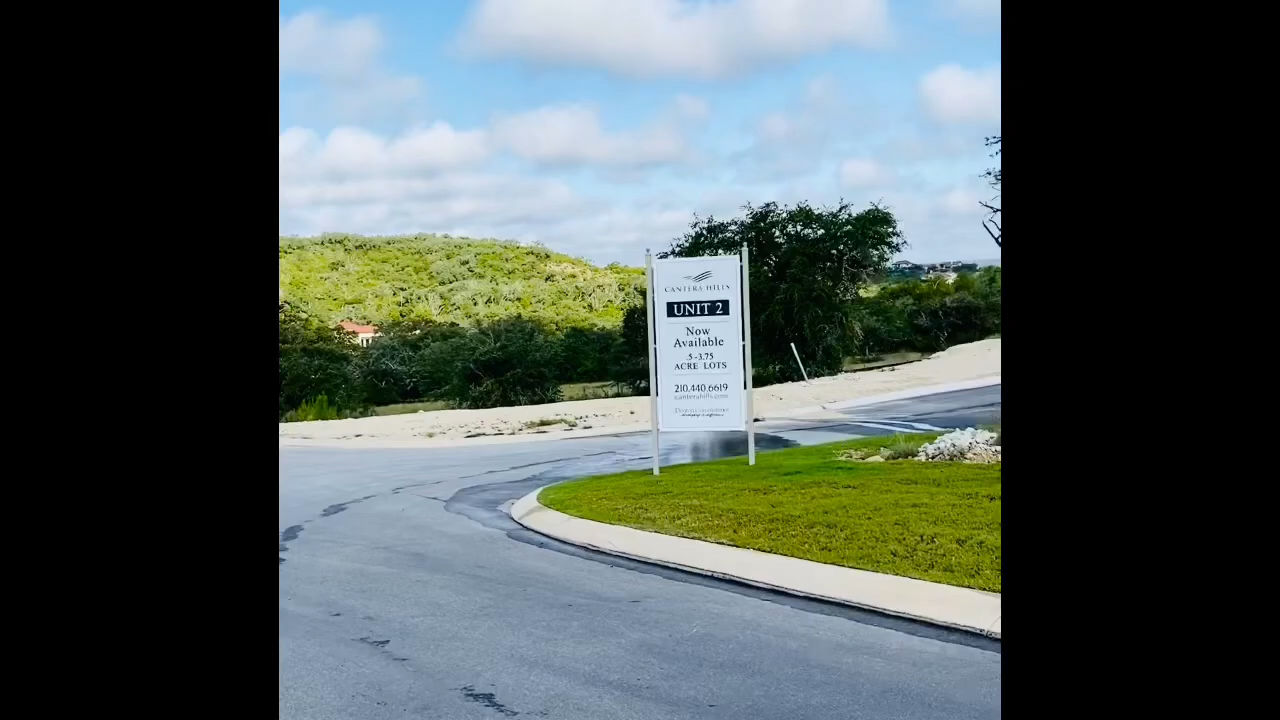 CANTERA HILLS
UNIT 2
Now
Available
.5-3.75
ACRE LOTS
210.440.6619
canterahills.com